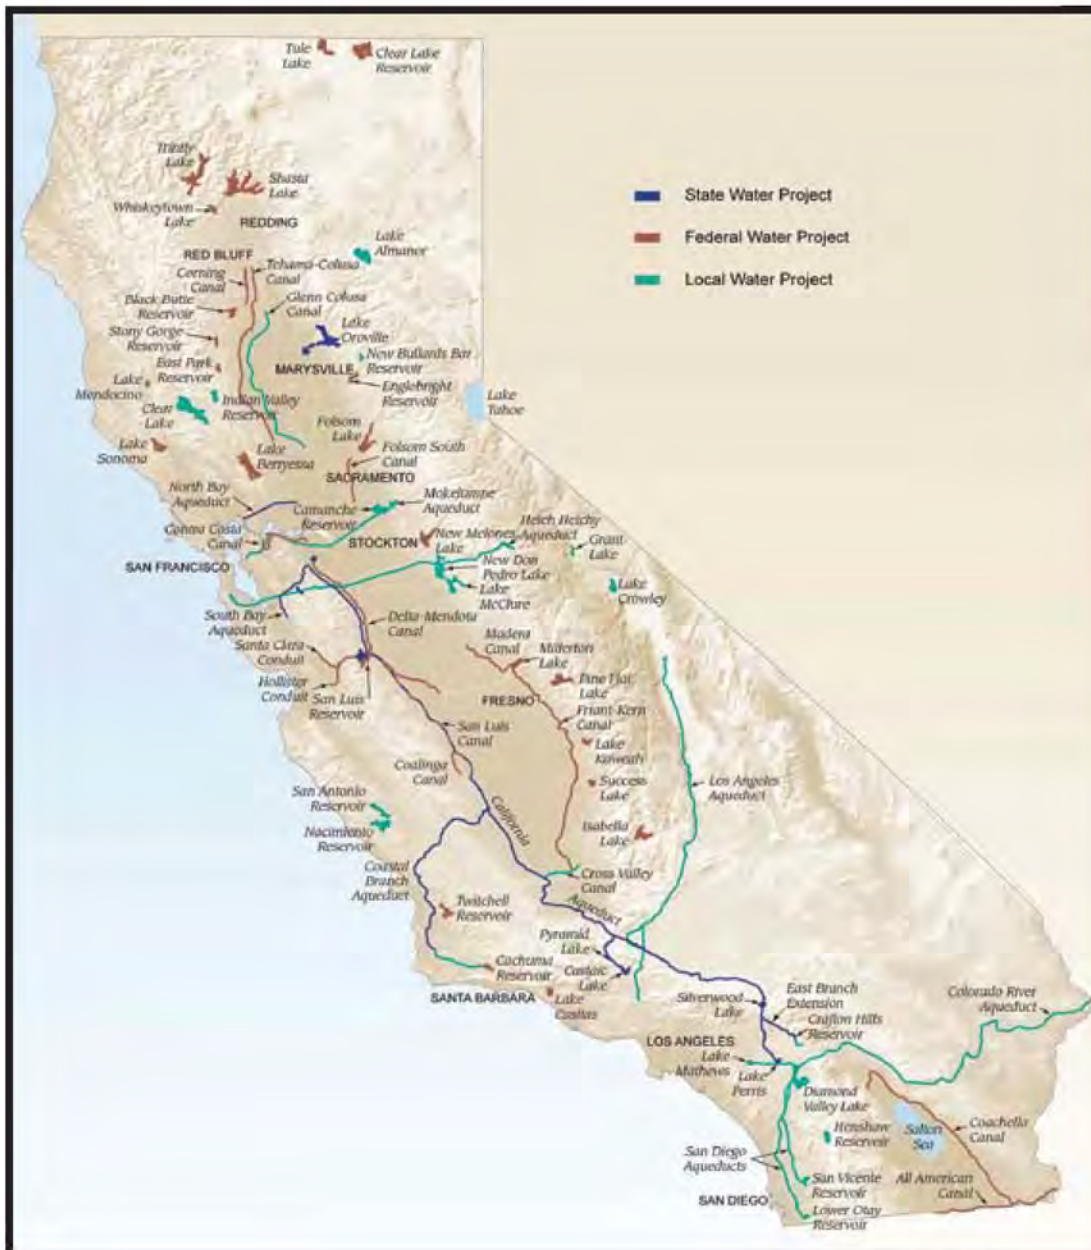 Tule
Lake
Clear Lake
Reservoir
Trinity
Lake
Shasta
Lake
Whiskeytown
Lake
REDDING
State Water Project
Federal Water Project
Local Water Project
RED BLUFF
Lake
Almanor
Tehama-Colusa
Canal
Corning
Canal
Glenn Colusa
Canal
Black Butte
Reservoir
Lake
Oroville
Stony Gorge
Reservoir
New Bullards Bar
Reservoir
MARYSVILLE
East Park
Reservoir
Englebright
Reservoir
Lake
Mendocino
Indian Valley
Reservoir
Lake
Tahoe
Clear
Lake
Folsom
Lake
Folsom South
Canal
Lake
Sonoma
Lake
Berryessa
SACRAMENTO
North Bay
Aqueduct
Mokelumne
Aqueduct
Camanche
Reservoir
Contra Costa
Canal
STOCKTON
New Melones
Lake
Hetch Hetchy
Aqueduct
Grant
Lake
SAN FRANCISCO
New Don
Pedro Lake
Lake
McClure
Lake
Crowley
South Bay
Aqueduct
Delta-Mendota
Canal
Santa Clara
Conduit
Madera
Canal
Millerton
Lake
Hollister
Conduit
San Luis
Reservoir
Pine Flat
Lake
FRESNO
Friant-Kern
Canal
San Luis
Canal
Lake
Kaweah
Coalinga
Canal
Success
Lake
Los Angeles
Aqueduct
San Antonio
Reservoir
California
Nacimiento
Reservoir
Isabella
Lake
Coastal
Branch
Aqueduct
Cross Valley
Canal
Twitchell
Reservoir
Aqueduct
Pyramid
Lake
Cachuma
Reservoir
Castaic
Lake
SANTA BARBARA
Lake
Casitas
Silverwood
Lake
East Branch
Extension
Colorado River
Aqueduct
Crafton Hills
Reservoir
LOS ANGELES
Lake
Mathews
Lake
Perris
Diamond
Valley Lake
Henshaw
Reservoir
Salton
Sea
Coachella
Canal
San Diego
Aqueducts
San Vicente
Reservoir
All American
Canal
SAN DIEGO
Lower Otay
Reservoir